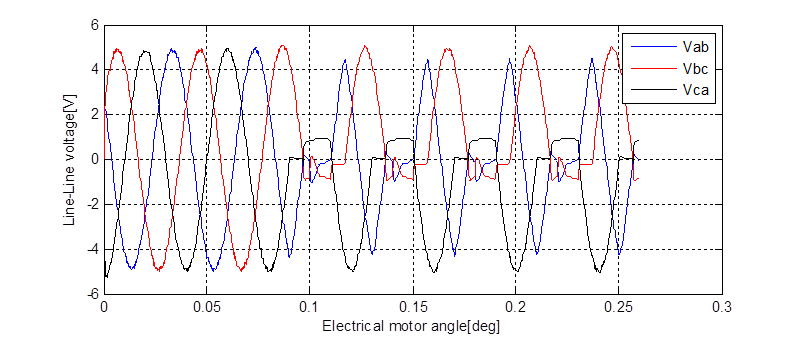 6
4
2
0
-2
-4
-6
Line-Line voltage[V]
0
0.05
0.1
0.15
0.2
0.25
0.3
Electrical motor angle[deg]
Vab
Vbc
Vca